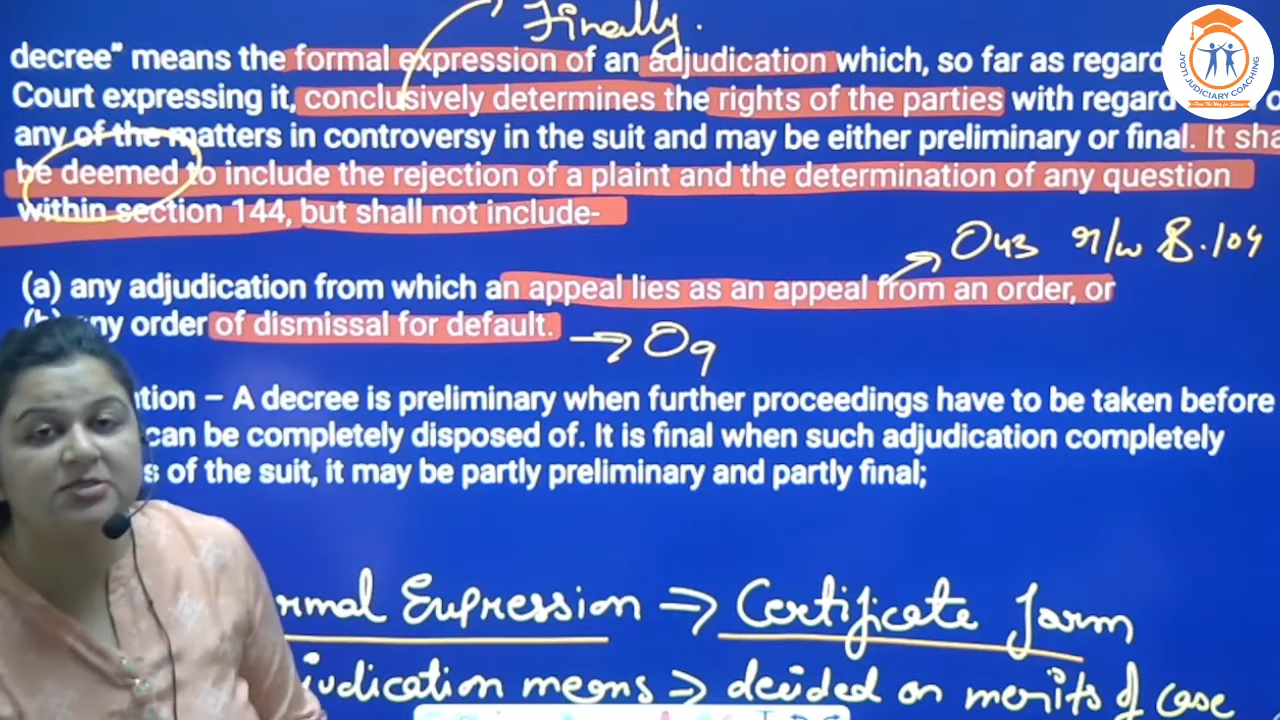 Finally.
decree" means the formal expression of an adjudication which, so far as regard
Court expressing it, conclusively determines the rights of the parties with regard
any of the matters in controversy in the suit and may be either preliminary or final. It sha
be deemed to include the rejection of a plaint and the determination of any question
within section 144, but shall not include-
O43 r/w S.104
(a) any adjudication from which an appeal lies as an appeal from an order, or
any order of dismissal for default. → O9
tion – A decree is preliminary when further proceedings have to be taken before
can be completely disposed of. It is final when such adjudication completely
s of the suit, it may be partly preliminary and partly final;
rmal Expression ⇒ Certificate form
judication means ⇒ decided on merits of case
JYOTI JUDICIARY COACHING